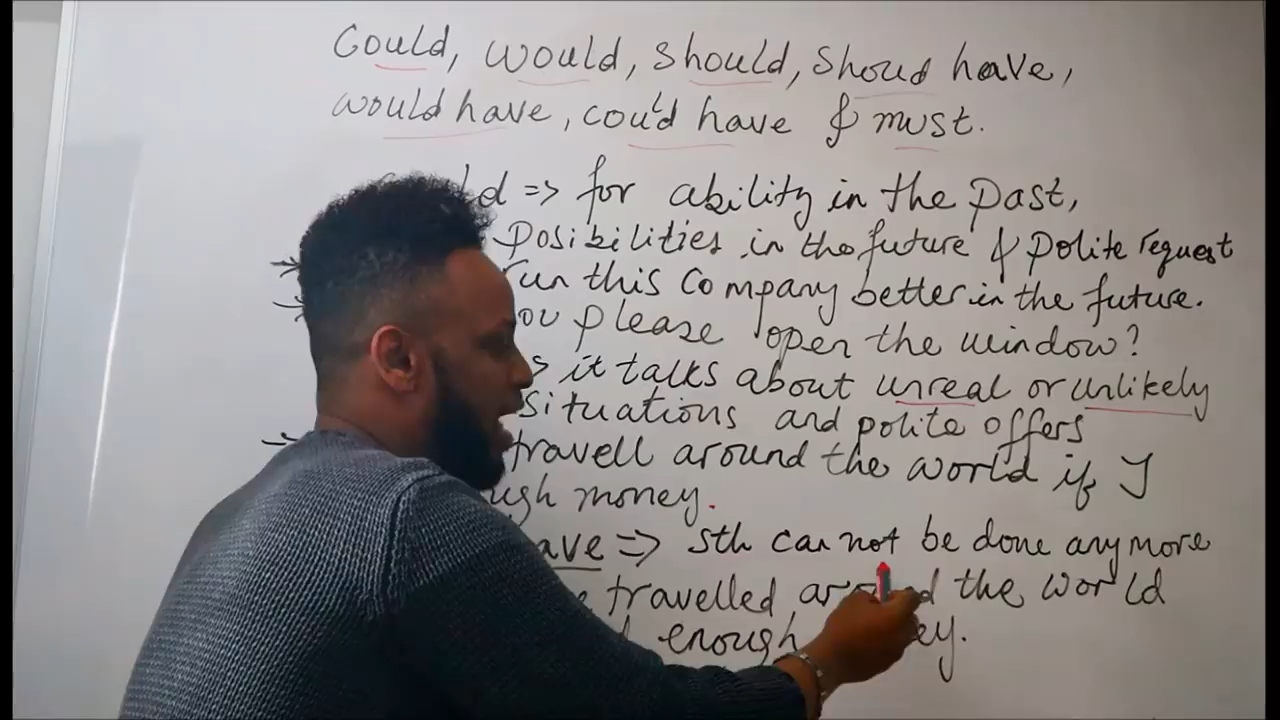 Could, would, should, Shoud have,
would have, could have & must.
=> for ability in the Past,
Posibilities in the future & Polite request
run this Company better in the future.
please open the window?
it talks about unreal or unlikely
situations and polite offers
travell around the world if I
money.
=> Sth can not be done anymore
travelled the world
enough